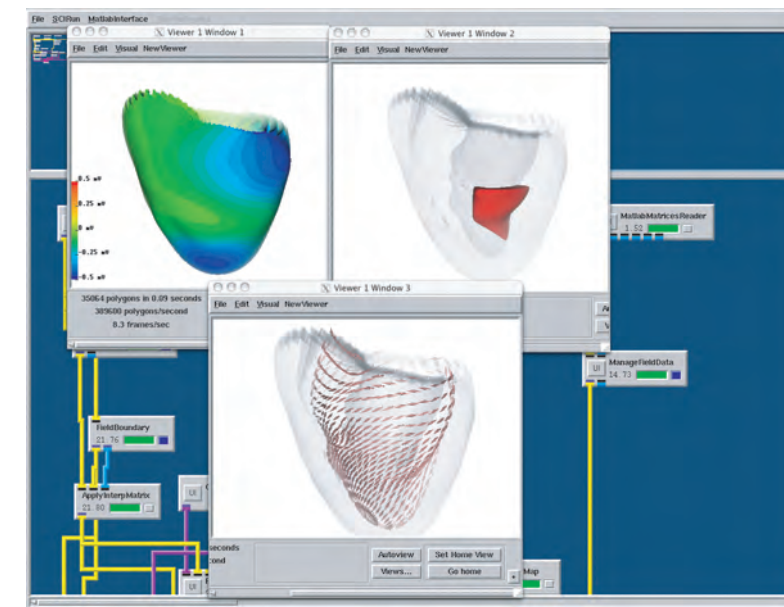 File SCIRun MatlabInterface
Viewer 1 Window 1
File Edit Visual NewViewer
0.5 mV
0.25 mV
0 mV
-0.25 mV
-0.5 mV
35064 polygons in 0.09 seconds
389600 polygons/second
8.3 frames/sec
Viewer 1 Window 2
File Edit Visual NewViewer
MatlabMatricesReader
1.52
Viewer 1 Window 3
File Edit Visual NewViewer
UI
ManageFieldData
14.73
FieldBoundary
21.76
ApplyInterpMatrix
21.80
UI
UI
seconds
cond
Autoview
Set Home View
Views...
Go home
Map